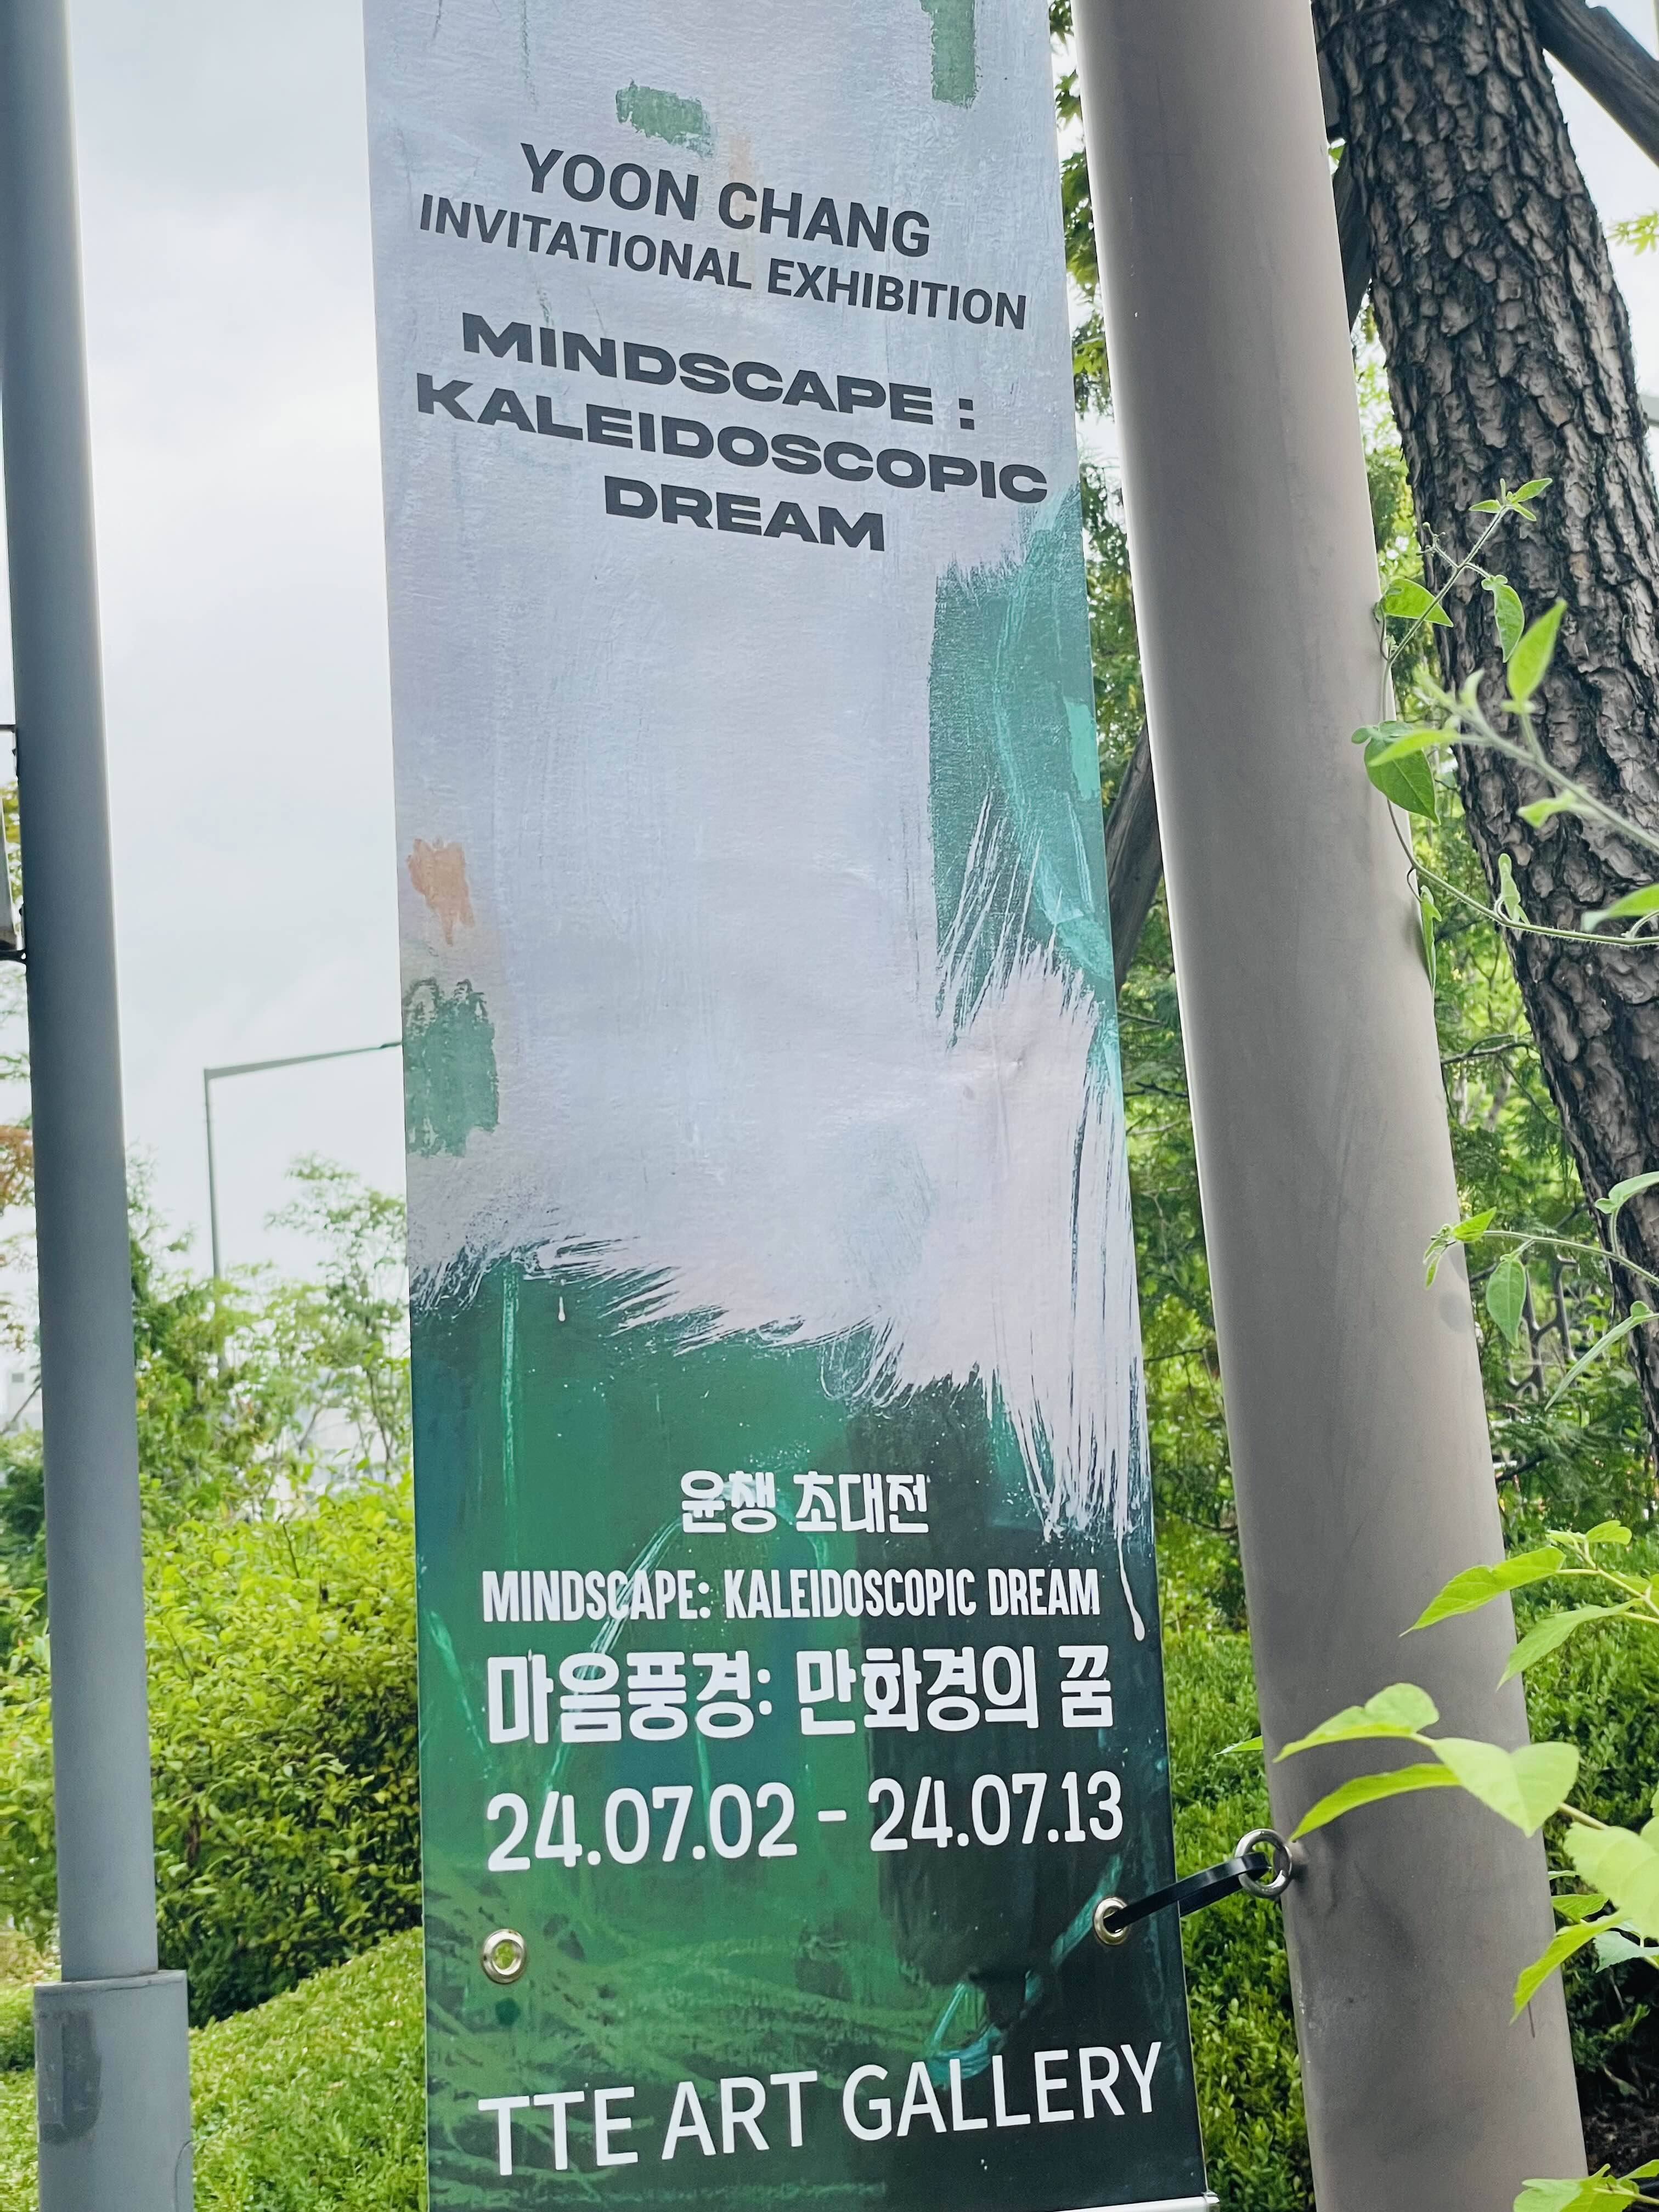 YOON CHANG
INVITATIONAL EXHIBITION
MINDSCAPE :
KALEIDOSCOPIC
DREAM
윤챙 초대전
MINDSCAPE: KALEIDOSCOPIC DREAM
마음풍경: 만화경의 꿈
24.07.02 - 24.07.13
TTE ART GALLERY